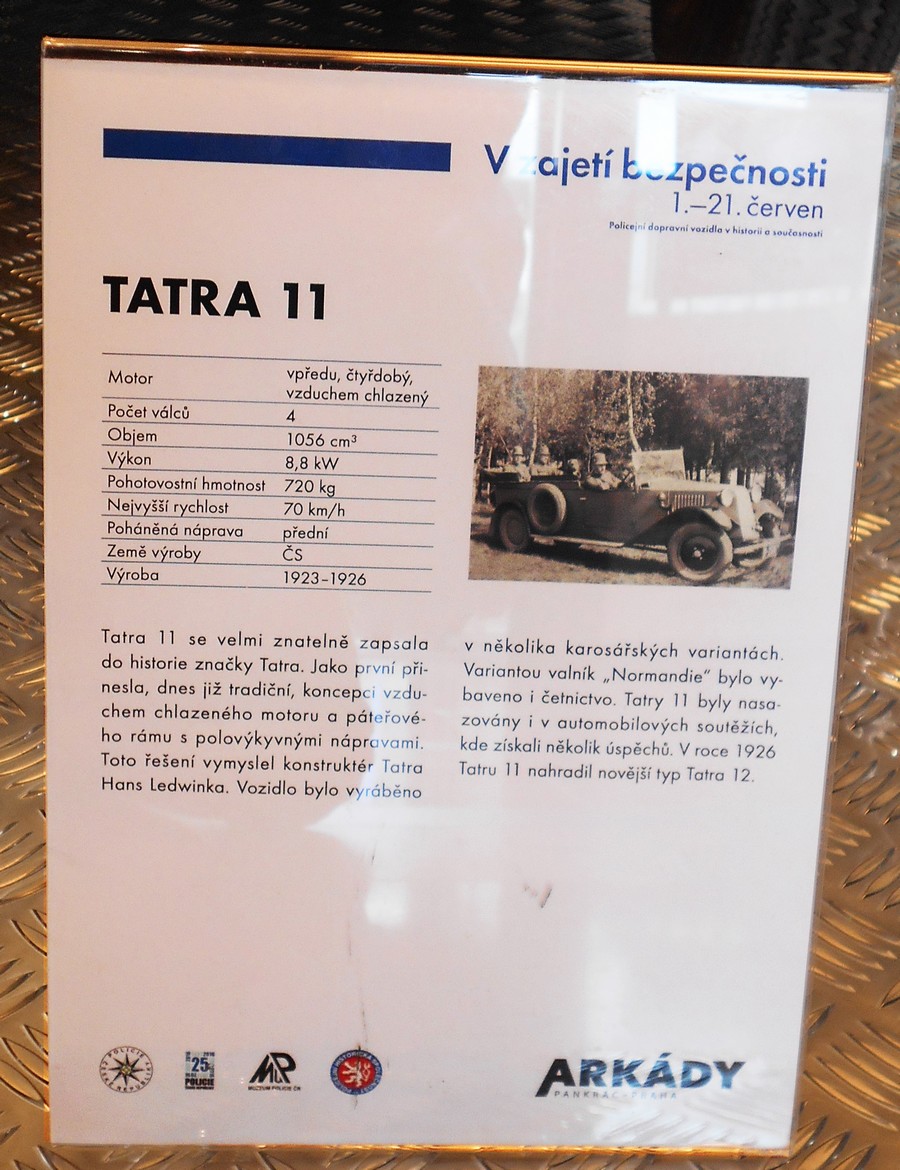 V zajetí bezpečnosti
1.–21. červen
Policejní dopravní vozidla v historii a současnosti
TATRA 11
Motor vpředu, čtyřdobý,
vzduchem chlazený
Počet válců 4
Objem 1056 cm³
Výkon 8,8 kW
Pohotovostní hmotnost 720 kg
Nejvyšší rychlost 70 km/h
Poháněná náprava přední
Země výroby ČS
Výroba 1923–1926
Tatra 11 se velmi znatelně zapsala
do historie značky Tatra. Jako první při-
nesla, dnes již tradiční, koncepci vzdu-
chem chlazeného motoru a páteřové-
ho rámu s polovýkyvnými nápravami.
Toto řešení vymyslel konstruktér Tatra
Hans Ledwinka. Vozidlo bylo vyráběno
v několika karosářských variantách.
Variantou valník „Normandie“ bylo vy-
baveno i četnictvo. Tatry 11 byly nasa-
zovány i v automobilových soutěžích,
kde získali několik úspěchů. V roce 1926
Tatru 11 nahradil novější typ Tatra 12.
POLICIE ČESKÉ REPUBLIKY
25
POLICIE
MUZEUM POLICIE ČR
ARKÁDY
PANKRÁC–PRAHA